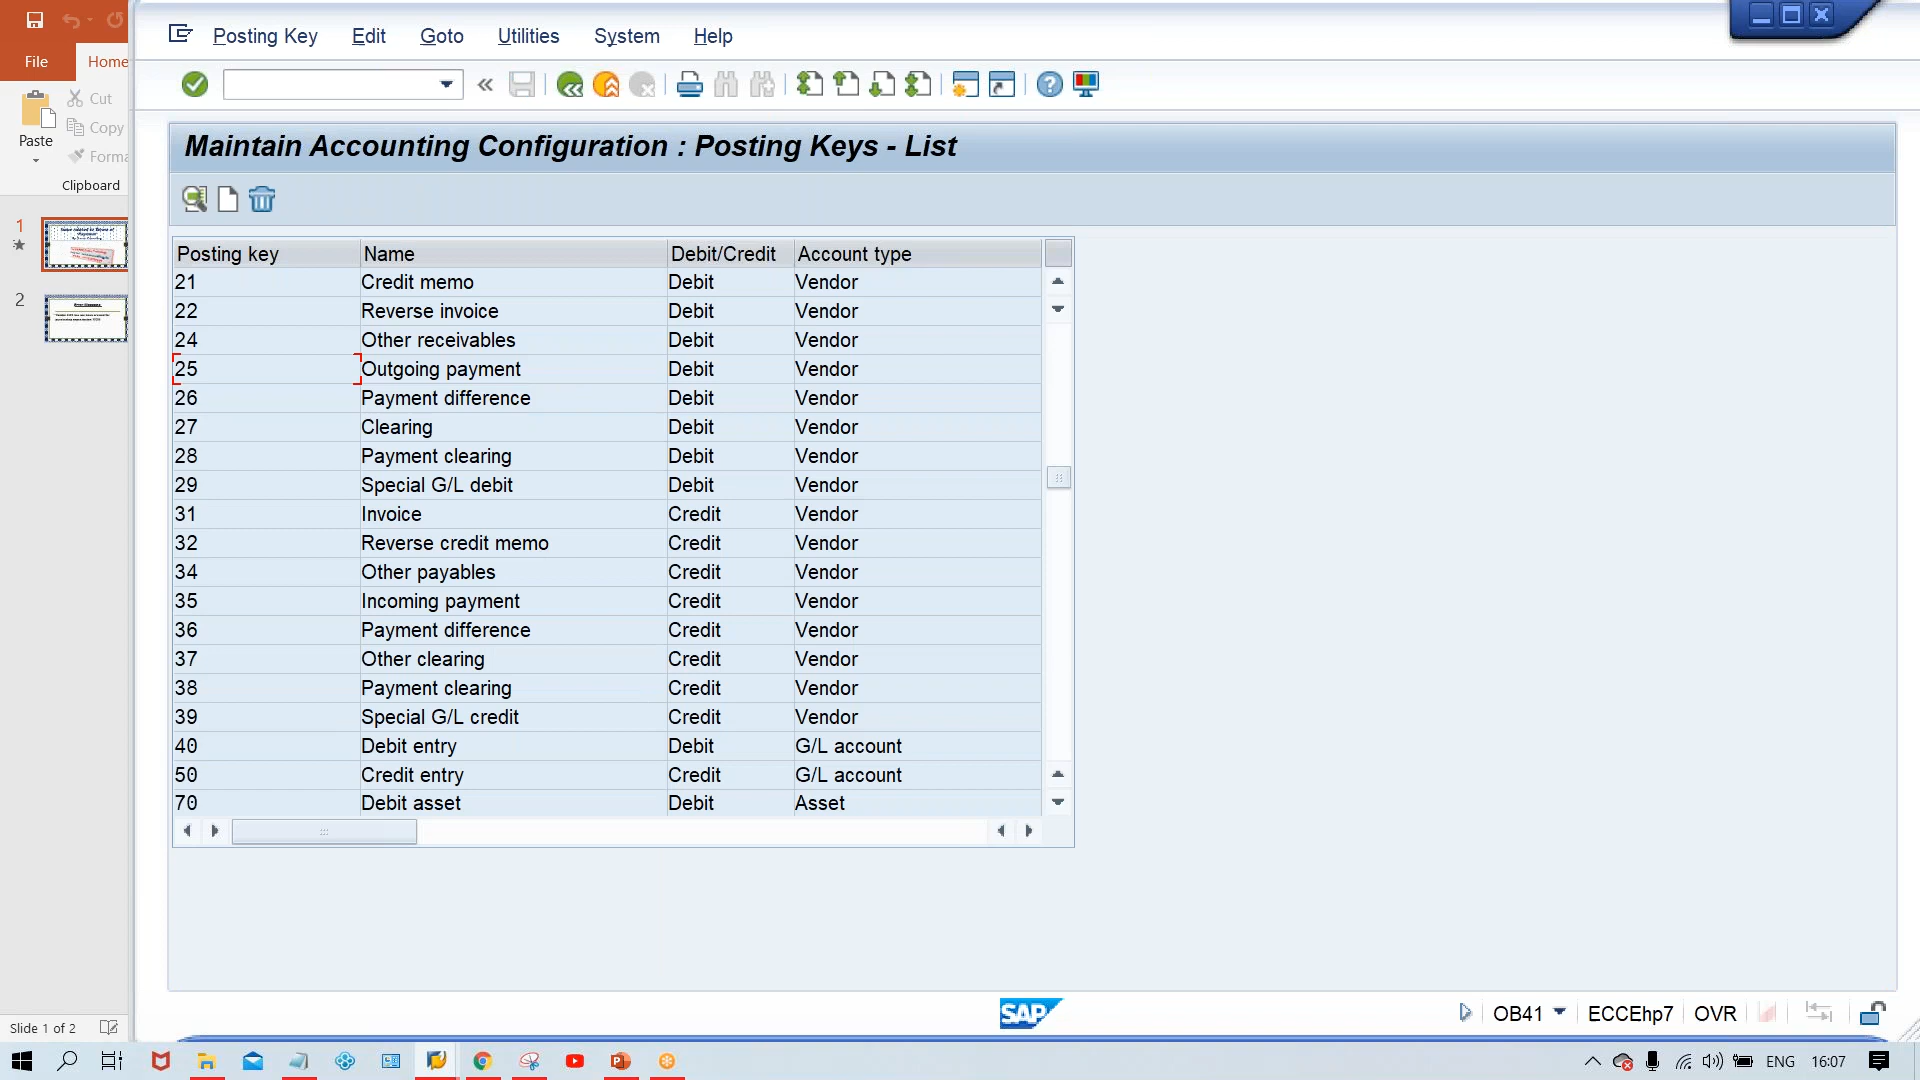 File
Home
Cut
Copy
Paste
Forma
Clipboard
1
2
Slide 1 of 2
Posting Key Edit Goto Utilities System Help
Maintain Accounting Configuration : Posting Keys - List
Posting key Name Debit/Credit Account type
21 Credit memo Debit Vendor
22 Reverse invoice Debit Vendor
24 Other receivables Debit Vendor
25 Outgoing payment Debit Vendor
26 Payment difference Debit Vendor
27 Clearing Debit Vendor
28 Payment clearing Debit Vendor
29 Special G/L debit Debit Vendor
31 Invoice Credit Vendor
32 Reverse credit memo Credit Vendor
34 Other payables Credit Vendor
35 Incoming payment Credit Vendor
36 Payment difference Credit Vendor
37 Other clearing Credit Vendor
38 Payment clearing Credit Vendor
39 Special G/L credit Credit Vendor
40 Debit entry Debit G/L account
50 Credit entry Credit G/L account
70 Debit asset Debit Asset
SAP
OB41 ECCEhp7 OVR
ENG 16:07